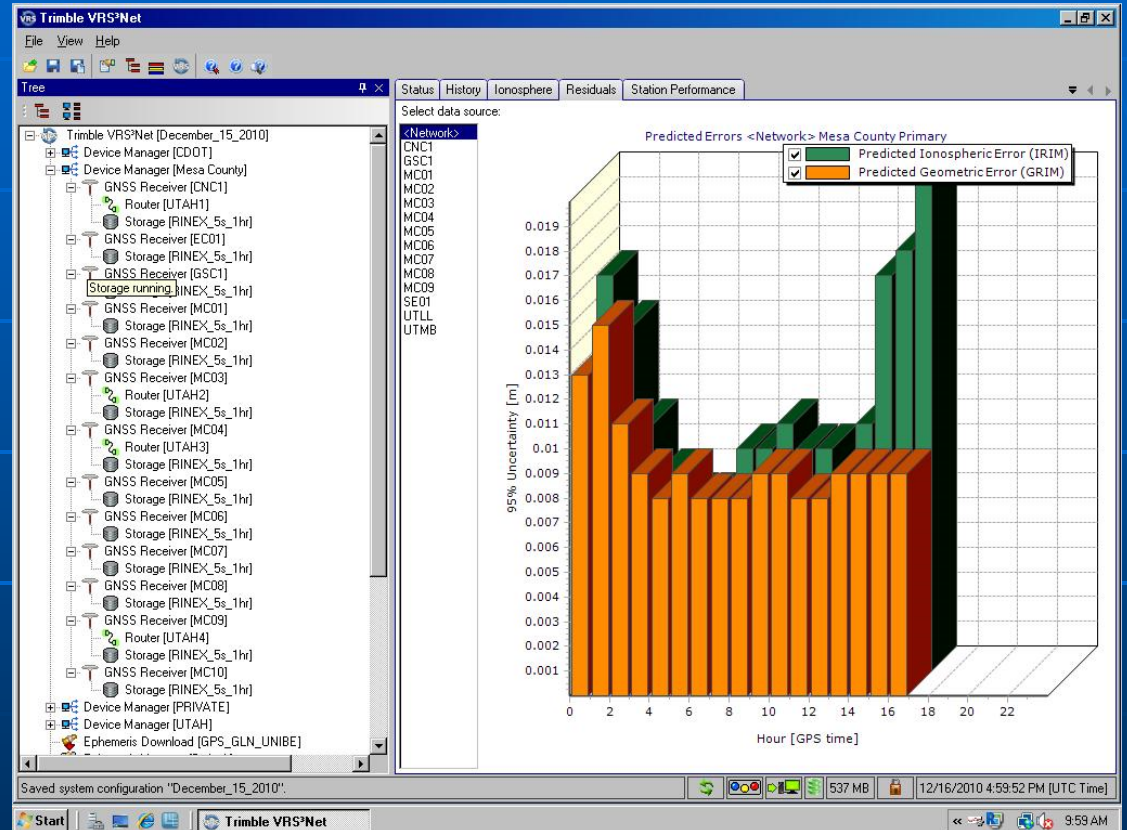 Trimble VRS³Net
File View Help
Tree
Trimble VRS³Net [December_15_2010]
Device Manager [CDOT]
Device Manager [Mesa County]
GNSS Receiver [CNC1]
Router [UTAH1]
Storage [RINEX_5s_1hr]
GNSS Receiver [EC01]
Storage [RINEX_5s_1hr]
GNSS Receiver [GSC1]
Storage running.
INEX_5s_1hr]
GNSS Receiver [MC01]
Storage [RINEX_5s_1hr]
GNSS Receiver [MC02]
Storage [RINEX_5s_1hr]
GNSS Receiver [MC03]
Router [UTAH2]
Storage [RINEX_5s_1hr]
GNSS Receiver [MC04]
Router [UTAH3]
Storage [RINEX_5s_1hr]
GNSS Receiver [MC05]
Storage [RINEX_5s_1hr]
GNSS Receiver [MC06]
Storage [RINEX_5s_1hr]
GNSS Receiver [MC07]
Storage [RINEX_5s_1hr]
GNSS Receiver [MC08]
Storage [RINEX_5s_1hr]
GNSS Receiver [MC09]
Router [UTAH4]
Storage [RINEX_5s_1hr]
GNSS Receiver [MC10]
Storage [RINEX_5s_1hr]
Device Manager [PRIVATE]
Device Manager [UTAH]
Ephemeris Download [GPS_GLN_UNIBE]
Status History Ionosphere Residuals Station Performance
Select data source:
<Network>
CNC1
GSC1
MC01
MC02
MC03
MC04
MC05
MC06
MC07
MC08
MC09
SE01
UTLL
UTMB
Predicted Errors <Network> Mesa County Primary
Predicted Ionospheric Error (IRIM)
Predicted Geometric Error (GRIM)
95% Uncertainty [m]
0.019
0.018
0.017
0.016
0.015
0.014
0.013
0.012
0.011
0.01
0.009
0.008
0.007
0.006
0.005
0.004
0.003
0.002
0.001
0 2 4 6 8 10 12 14 16 18 20 22
Hour [GPS time]
Saved system configuration "December_15_2010".
537 MB
12/16/2010 4:59:52 PM [UTC Time]
Start
Trimble VRS³Net
9:59 AM